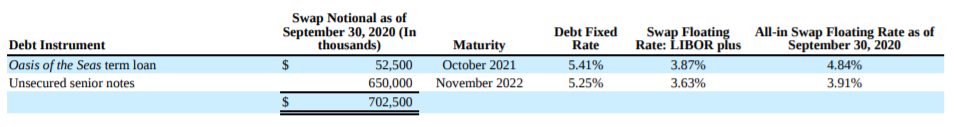 Debt Instrument Swap Notional as of September 30, 2020 (In thousands) Maturity Debt Fixed Rate Swap Floating Rate: LIBOR plus All-in Swap Floating Rate as of September 30, 2020
Oasis of the Seas term loan $ 52,500 October 2021 5.41% 3.87% 4.84%
Unsecured senior notes 650,000 November 2022 5.25% 3.63% 3.91%
$ 702,500